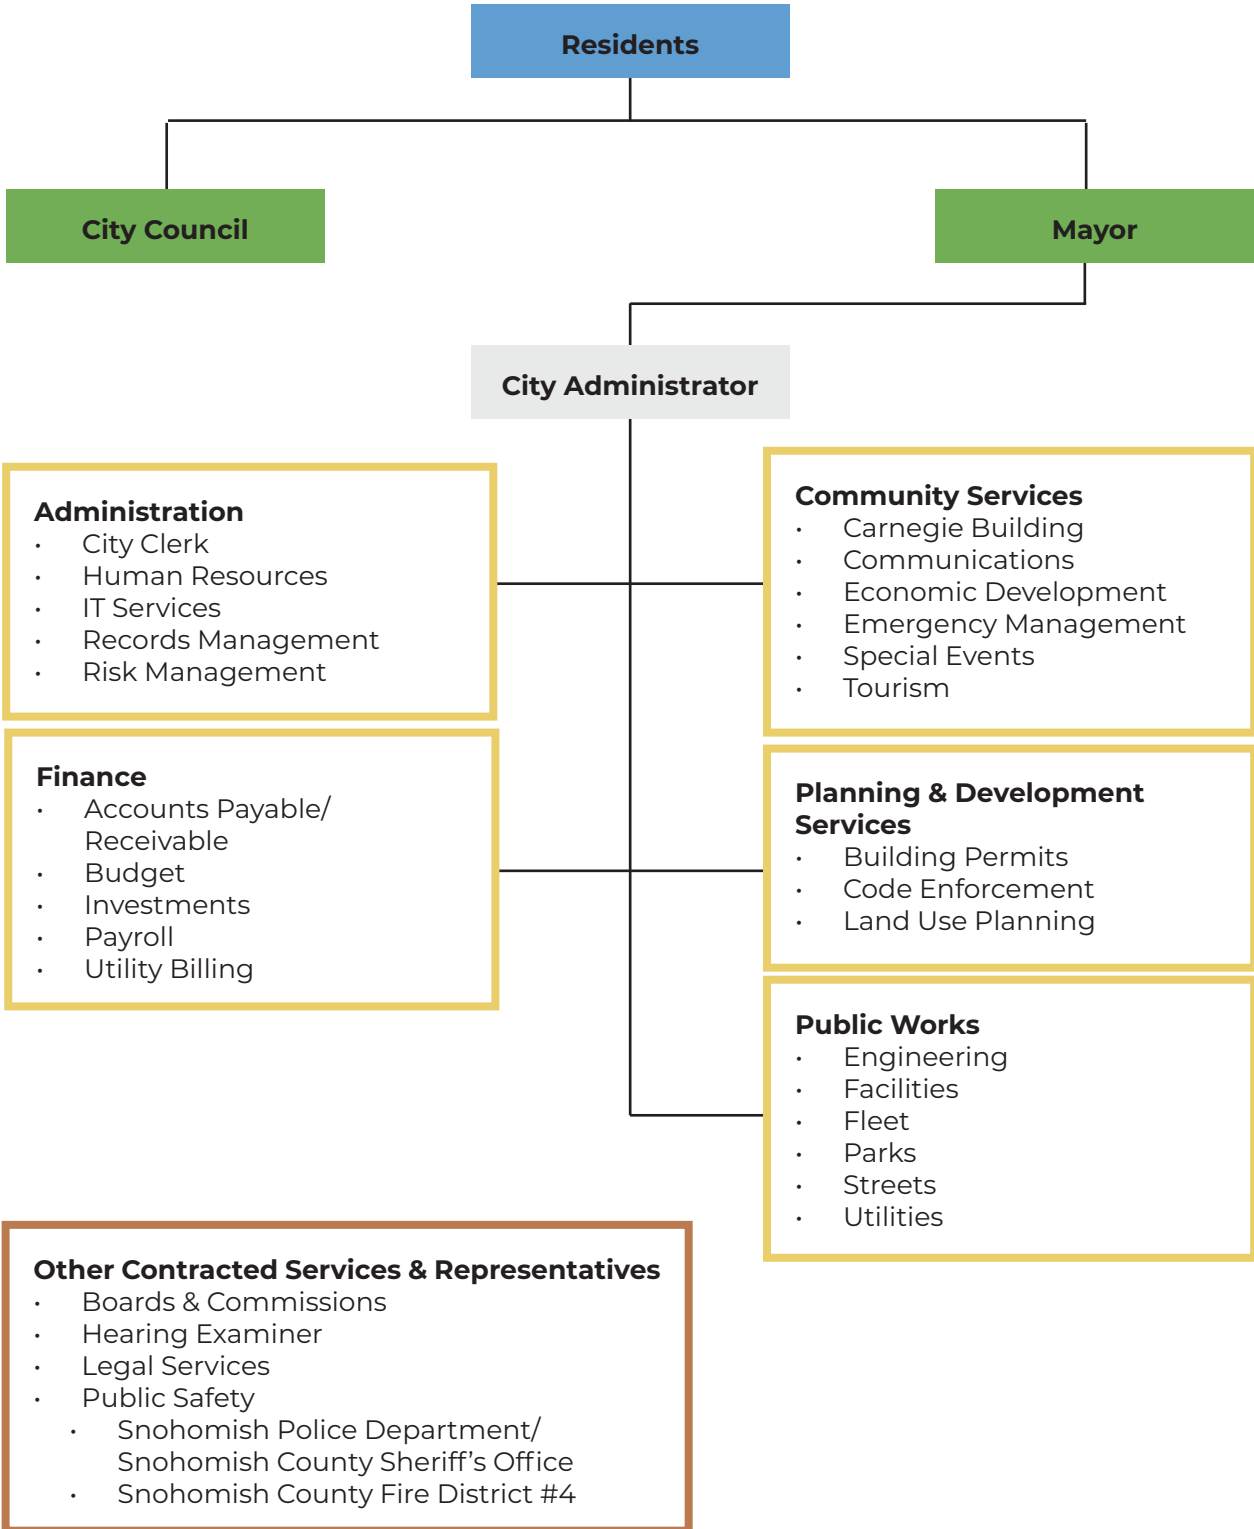 Residents
City Council
Mayor
City Administrator
Administration
· City Clerk
· Human Resources
· IT Services
· Records Management
· Risk Management
Community Services
· Carnegie Building
· Communications
· Economic Development
· Emergency Management
· Special Events
· Tourism
Finance
· Accounts Payable/
Receivable
· Budget
· Investments
· Payroll
· Utility Billing
Planning & Development
Services
· Building Permits
· Code Enforcement
· Land Use Planning
Public Works
· Engineering
· Facilities
· Fleet
· Parks
· Streets
· Utilities
Other Contracted Services & Representatives
· Boards & Commissions
· Hearing Examiner
· Legal Services
· Public Safety
· Snohomish Police Department/
Snohomish County Sheriff's Office
· Snohomish County Fire District #4